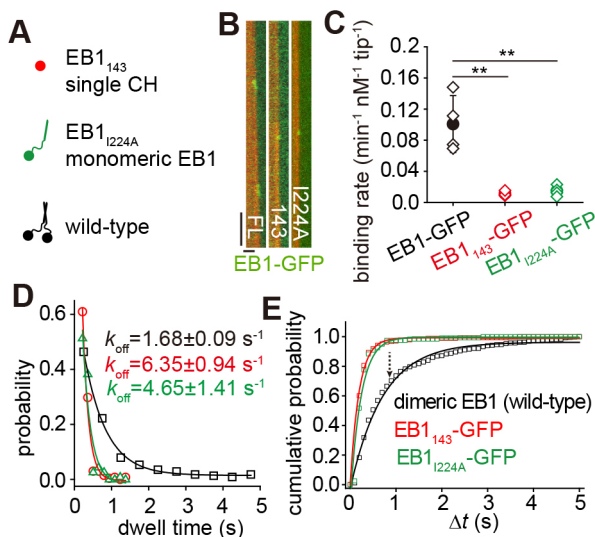 A
EB1₁₄₃
single CH
EB1I224A
monomeric EB1
wild-type
B
FL
143
I224A
EB1-GFP
C
binding rate (min⁻¹ nM⁻¹ tip⁻¹)
0.2
0.16
0.12
0.08
0.04
0.00
**
**
EB1-GFP
EB1₁₄₃-GFP
EB1I224A-GFP
D
probability
0.6
0.4
0.2
0.0
koff=1.68±0.09 s⁻¹
koff=6.35±0.94 s⁻¹
koff=4.65±1.41 s⁻¹
0 1 2 3 4 5
dwell time (s)
E
cumulative probability
1.0
0.8
0.6
0.4
0.2
0.0
dimeric EB1 (wild-type)
EB1₁₄₃-GFP
EB1I224A-GFP
0 1 2 3 4 5
Δt (s)